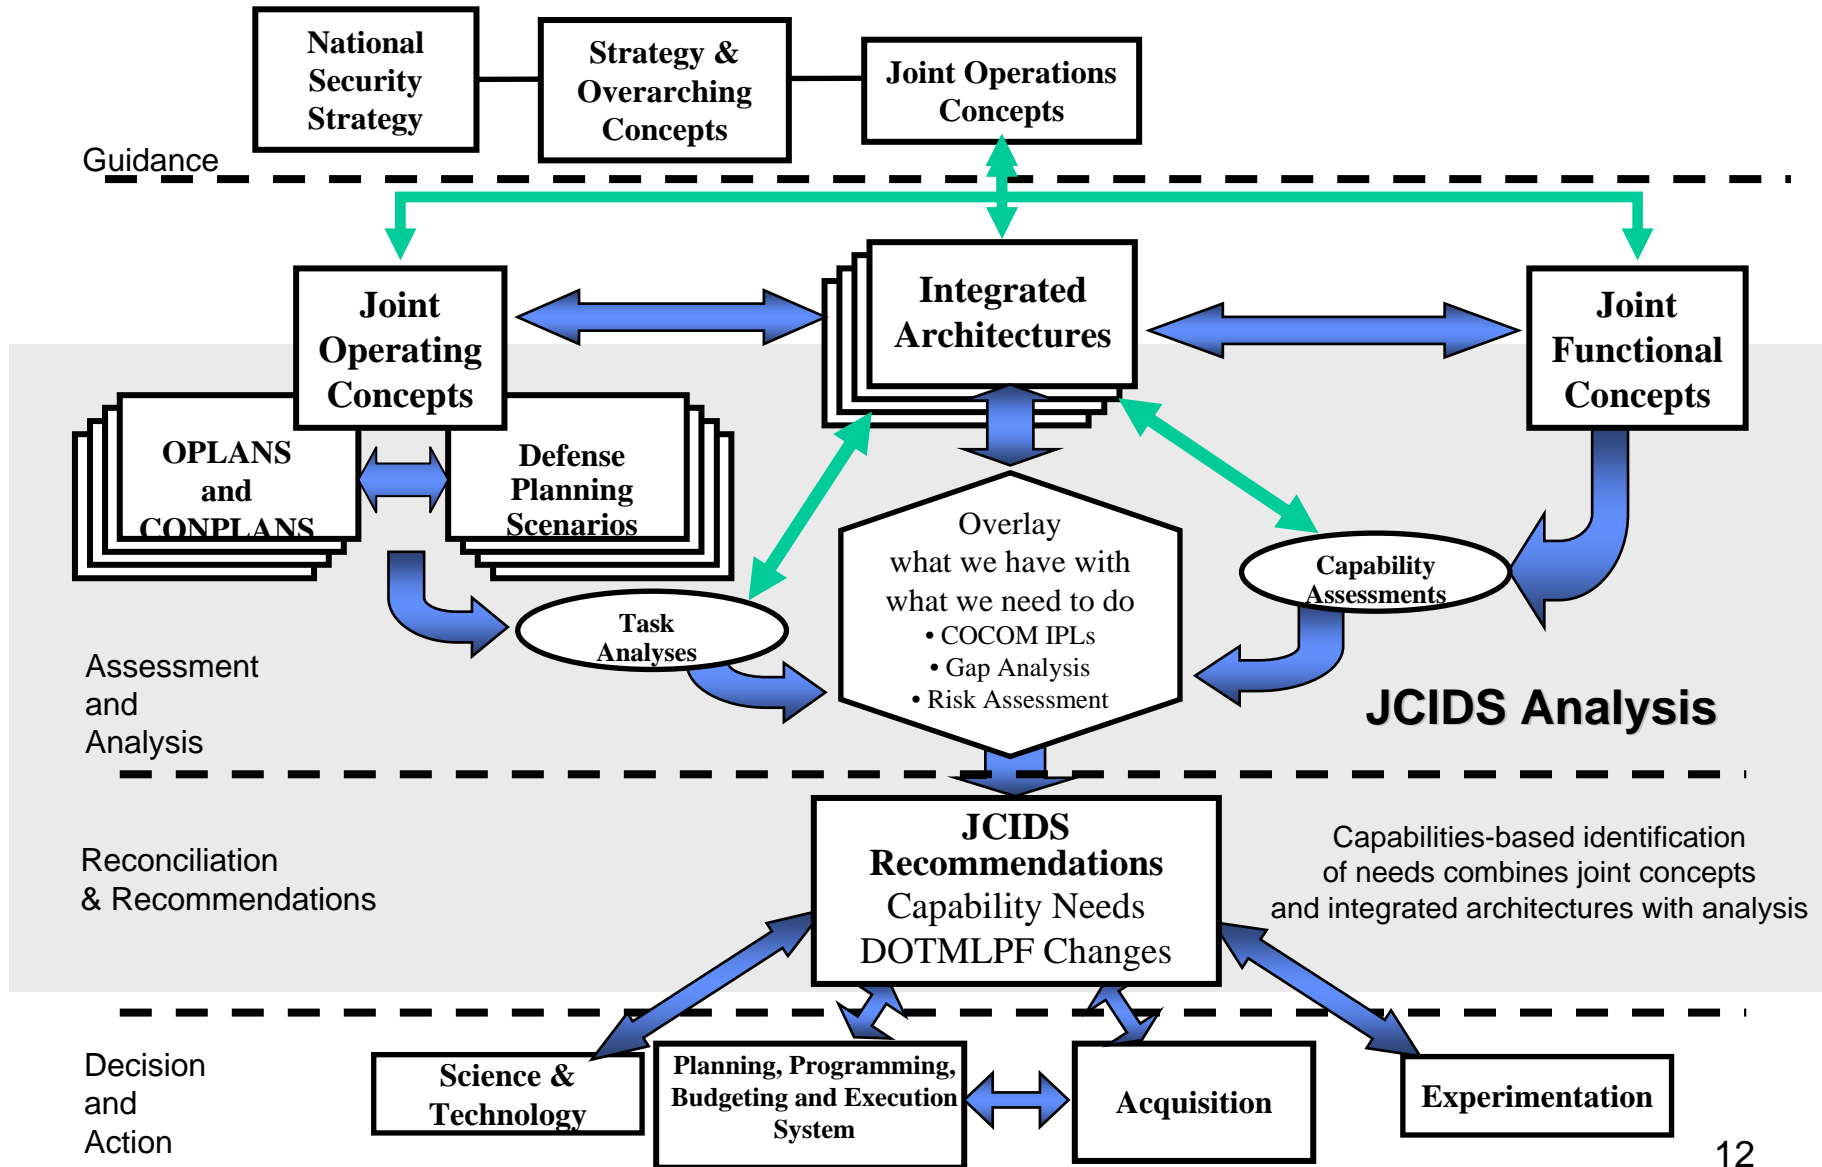 National
Security
Strategy
Strategy &
Overarching
Concepts
Joint Operations
Concepts
Guidance
Joint
Operating
Concepts
Integrated
Architectures
Joint
Functional
Concepts
OPLANS
and
CONPLANS
Defense
Planning
Scenarios
Overlay
what we have with
what we need to do
• COCOM IPLs
• Gap Analysis
• Risk Assessment
Capability
Assessments
Task
Analyses
Assessment
and
Analysis
JCIDS Analysis
JCIDS
Recommendations
Capability Needs
DOTMLPF Changes
Reconciliation
& Recommendations
Capabilities-based identification
of needs combines joint concepts
and integrated architectures with analysis
Decision
and
Action
Science &
Technology
Planning, Programming,
Budgeting and Execution
System
Acquisition
Experimentation
12